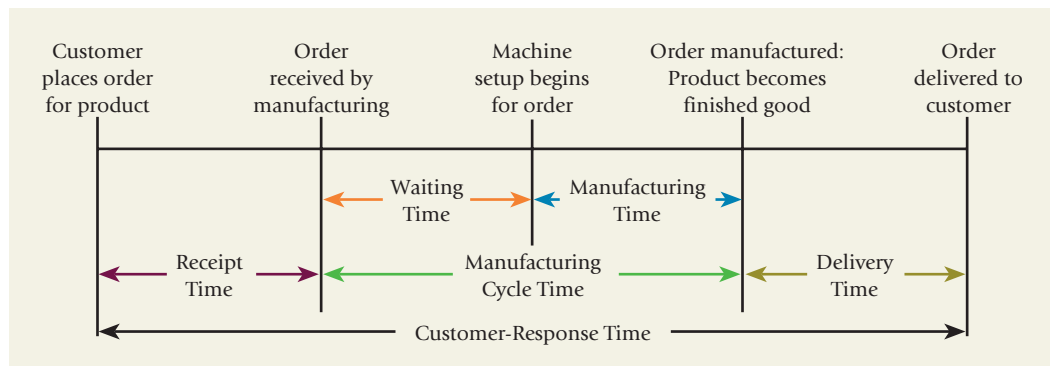 Customer
places order
for product
Order
received by
manufacturing
Machine
setup begins
for order
Order manufactured:
Product becomes
finished good
Order
delivered to
customer
Waiting
Time
Manufacturing
Time
Receipt
Time
Manufacturing
Cycle Time
Delivery
Time
Customer-Response Time